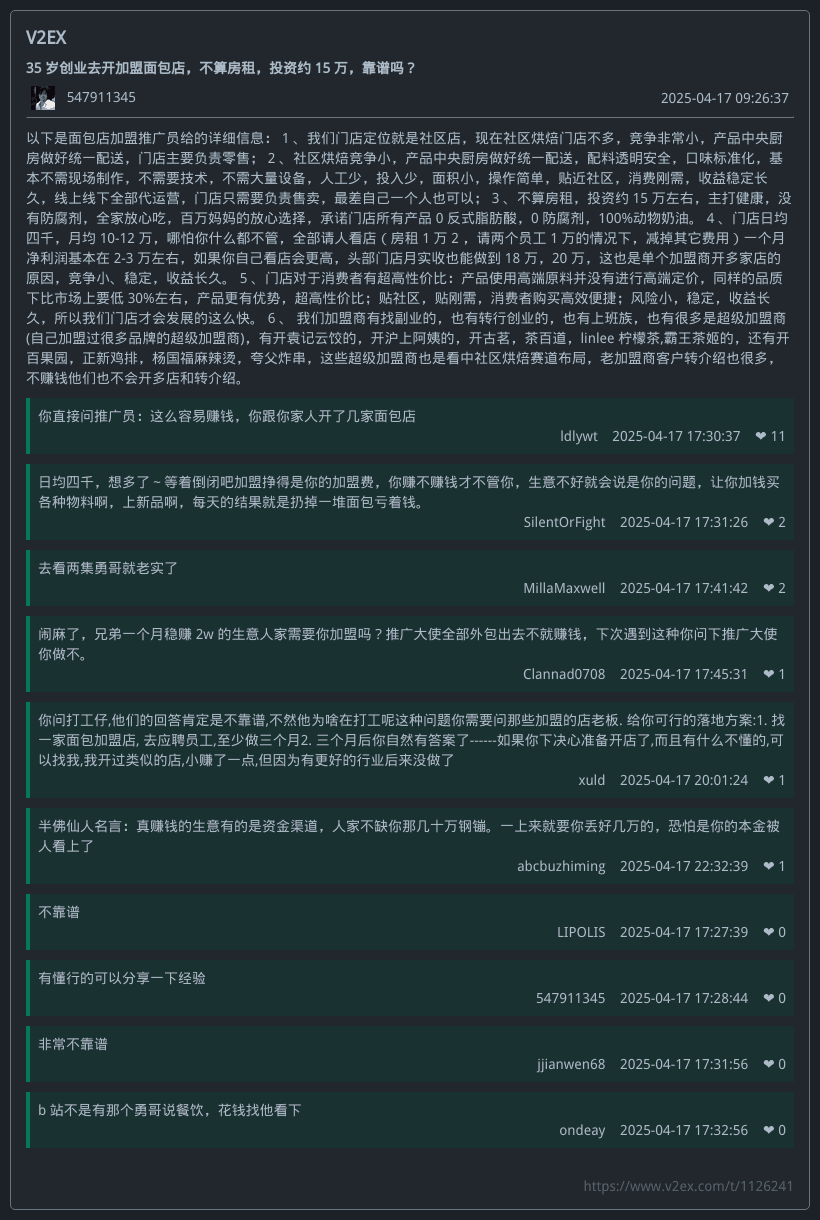 V2EX
35 岁创业去开加盟面包店，不算房租，投资约 15 万，靠谱吗？
547911345
2025-04-17 09:26:37
以下是面包店加盟推广员给的详细信息： 1 、我们门店定位就是社区店，现在社区烘焙门店不多，竞争非常小，产品中央厨
房做好统一配送，门店主要负责零售； 2 、社区烘焙竞争小，产品中央厨房做好统一配送，配料透明安全，口味标准化，基
本不需现场制作，不需要技术，不需大量设备，人工少，投入少，面积小，操作简单，贴近社区，消费刚需，收益稳定长
久，线上线下全部代运营，门店只需要负责售卖，最差自己一个人也可以； 3 、不算房租，投资约 15 万左右，主打健康，没
有防腐剂，全家放心吃，百万妈妈的放心选择，承诺门店所有产品 0 反式脂肪酸，0 防腐剂，100%动物奶油。 4 、门店日均
四千，月均 10-12 万，哪怕你什么都不管，全部请人看店（ 房租 1 万 2 ，请两个员工 1 万的情况下，减掉其它费用 ）一个月
净利润基本在 2-3 万左右，如果你自己看店会更高，头部门店月实收也能做到 18 万，20 万，这也是单个加盟商开多家店的
原因，竞争小、稳定，收益长久。 5 、门店对于消费者有超高性价比：产品使用高端原料并没有进行高端定价，同样的品质
下比市场上要低 30%左右，产品更有优势，超高性价比；贴社区，贴刚需，消费者购买高效便捷；风险小，稳定，收益长
久，所以我们门店才会发展的这么快。 6 、 我们加盟商有找副业的，也有转行创业的，也有上班族，也有很多是超级加盟商
(自己加盟过很多品牌的超级加盟商)，有开袁记云饺的，开沪上阿姨的，开古茗，茶百道，linlee 柠檬茶,霸王茶姬的，还有开
百果园，正新鸡排，杨国福麻辣烫，夸父炸串，这些超级加盟商也是看中社区烘焙赛道布局，老加盟商客户转介绍也很多，
不赚钱他们也不会开多店和转介绍。
你直接问推广员：这么容易赚钱，你跟你家人开了几家面包店
ldlywt 2025-04-17 17:30:37 ❤ 11
日均四千，想多了 ~ 等着倒闭吧加盟挣得是你的加盟费，你赚不赚钱才不管你，生意不好就会说是你的问题，让你加钱买
各种物料啊，上新品啊，每天的结果就是扔掉一堆面包亏着钱。
SilentOrFight 2025-04-17 17:31:26 ❤ 2
去看两集勇哥就老实了
MillaMaxwell 2025-04-17 17:41:42 ❤ 2
闹麻了，兄弟一个月稳赚 2w 的生意人家需要你加盟吗？推广大使全部外包出去不就赚钱，下次遇到这种你问下推广大使
你做不。
Clannad0708 2025-04-17 17:45:31 ❤ 1
你问打工仔,他们的回答肯定是不靠谱,不然他为啥在打工呢这种问题你需要问那些加盟的店老板. 给你可行的落地方案:1. 找
一家面包加盟店, 去应聘员工,至少做三个月2. 三个月后你自然有答案了------如果你下决心准备开店了,而且有什么不懂的,可
以找我,我开过类似的店,小赚了一点,但因为有更好的行业后来没做了
xuld 2025-04-17 20:01:24 ❤ 1
半佛仙人名言：真赚钱的生意有的是资金渠道，人家不缺你那几十万钢镚。一上来就要你丢好几万的，恐怕是你的本金被
人看上了
abcbuzhiming 2025-04-17 22:32:39 ❤ 1
不靠谱
LIPOLIS 2025-04-17 17:27:39 ❤ 0
有懂行的可以分享一下经验
547911345 2025-04-17 17:28:44 ❤ 0
非常不靠谱
jjianwen68 2025-04-17 17:31:56 ❤ 0
b 站不是有那个勇哥说餐饮，花钱找他看下
ondeay 2025-04-17 17:32:56 ❤ 0
https://www.v2ex.com/t/1126241